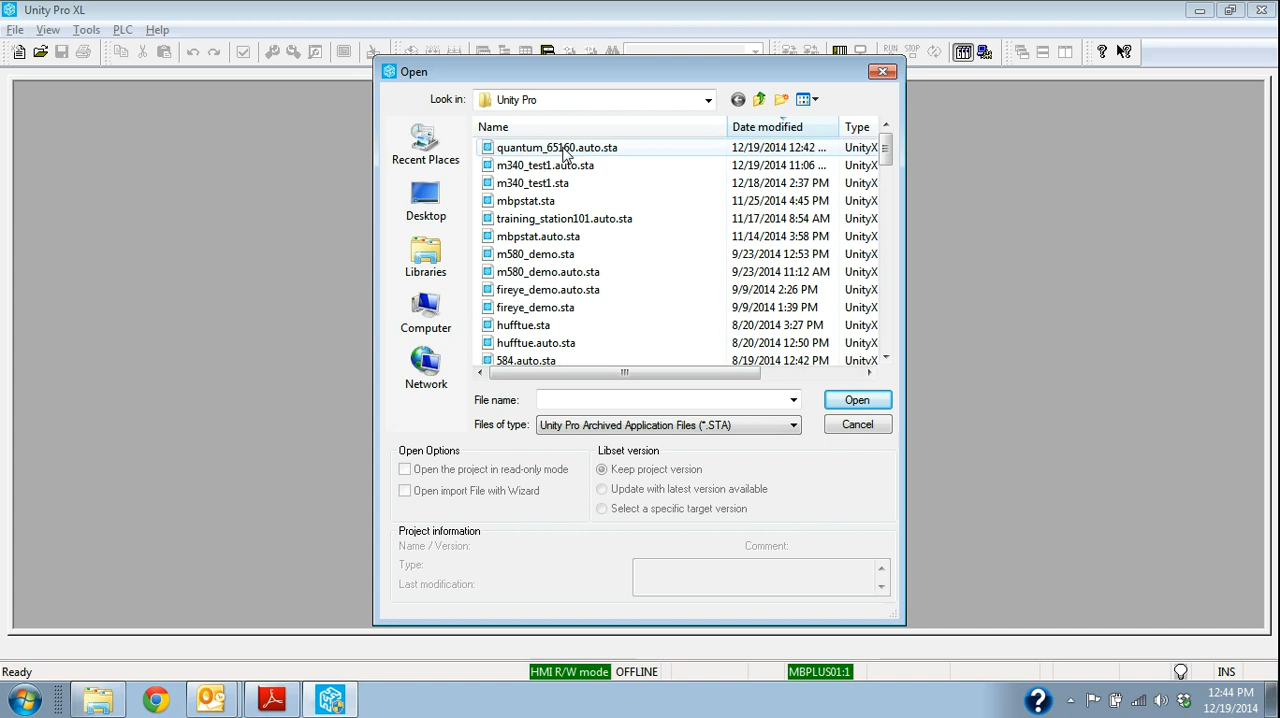 Unity Pro XL
File View Tools PLC Help
RUN STOP
Open
Look in: Unity Pro
Name Date modified Type
quantum_65160.auto.sta 12/19/2014 12:42 ... UnityX
m340_test1.auto.sta 12/19/2014 11:06 ... UnityX
m340_test1.sta 12/18/2014 2:37 PM UnityX
mbpstat.sta 11/25/2014 4:45 PM UnityX
training_station101.auto.sta 11/17/2014 8:54 AM UnityX
mbpstat.auto.sta 11/14/2014 3:58 PM UnityX
m580_demo.sta 9/23/2014 12:53 PM UnityX
m580_demo.auto.sta 9/23/2014 11:12 AM UnityX
fireye_demo.auto.sta 9/9/2014 2:26 PM UnityX
fireye_demo.sta 9/9/2014 1:39 PM UnityX
hufftue.sta 8/20/2014 3:27 PM UnityX
hufftue.auto.sta 8/20/2014 12:50 PM UnityX
584.auto.sta 8/19/2014 12:42 PM UnityX
Recent Places
Desktop
Libraries
Computer
Network
File name: Open
Files of type: Unity Pro Archived Application Files (*.STA) Cancel
Open Options Libset version
Open the project in read-only mode Keep project version
Open import File with Wizard Update with latest version available
Select a specific target version
Project information
Name / Version: Comment:
Type:
Last modification:
Ready HMI R/W mode OFFLINE MBPLUS01:1 INS
12:44 PM
12/19/2014